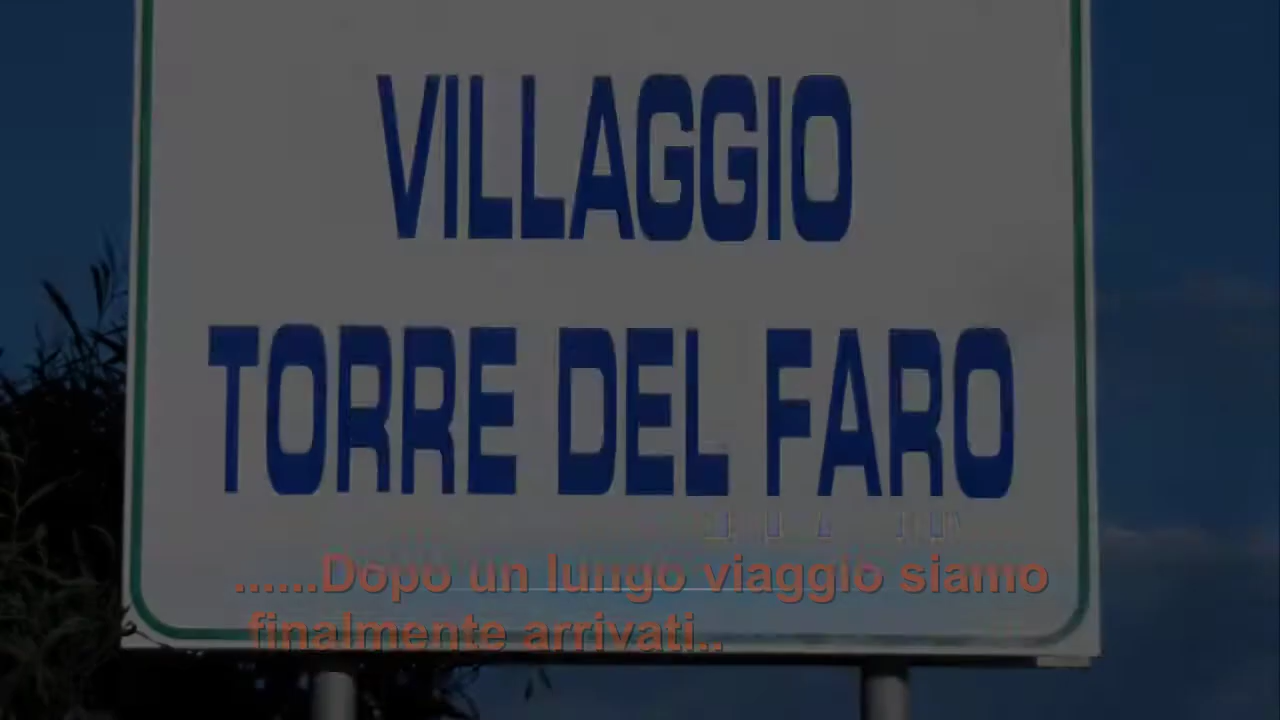 VILLAGGIO
TORRE DEL FARO
......Dopo un lungo viaggio siamo
finalmente arrivati..